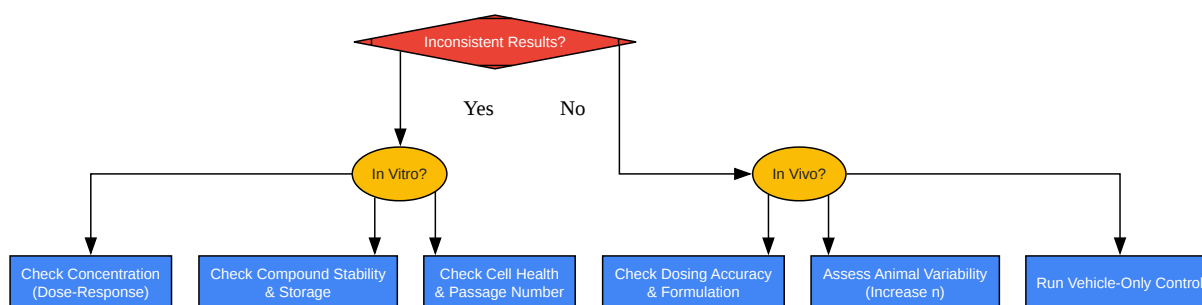 Inconsistent Results?
Yes
No
In Vitro?
In Vivo?
Check Concentration
(Dose-Response)
Check Compound Stability
& Storage
Check Cell Health
& Passage Number
Check Dosing Accuracy
& Formulation
Assess Animal Variability
(Increase n)
Run Vehicle-Only Control